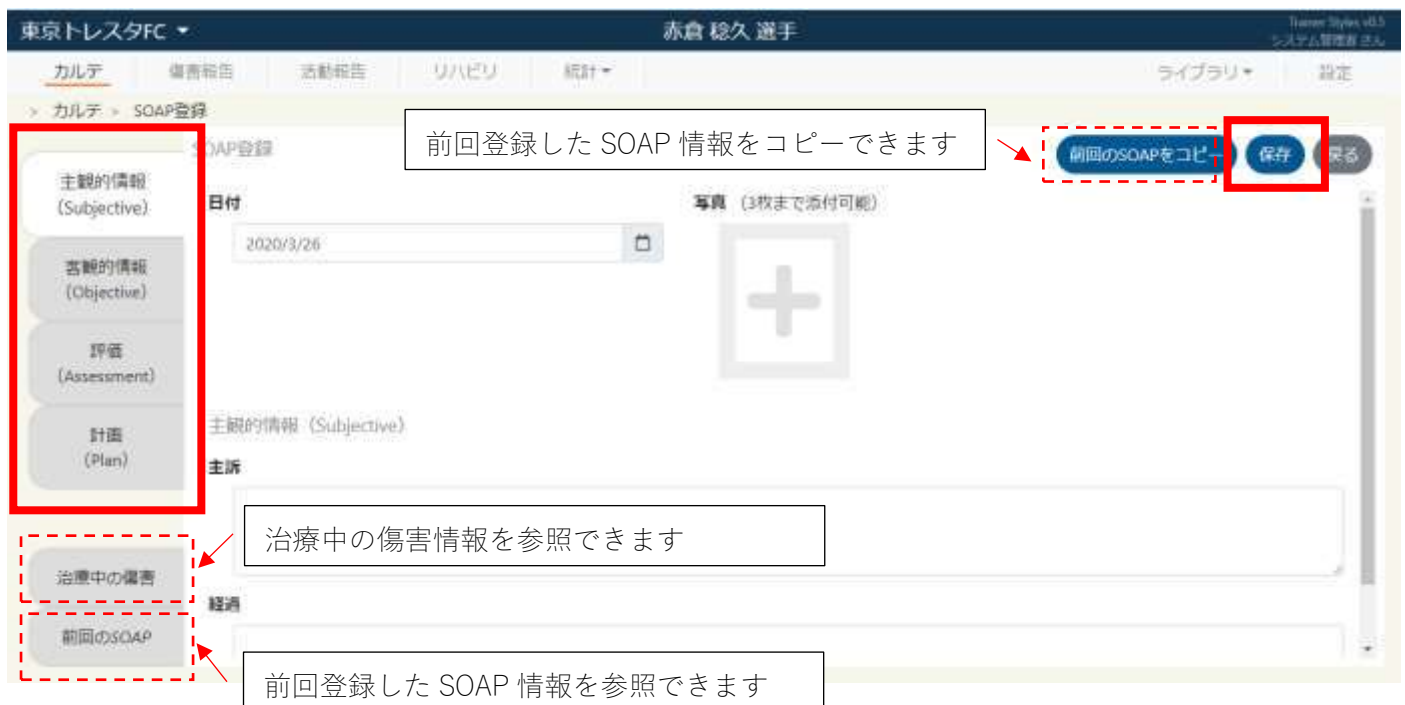 東京トレスタFC
赤倉 稔久 選手
Trainer Styles v0.5
システム管理者 さん
カルテ 傷害報告 活動報告 リハビリ 統計 ライブラリ 設定
> カルテ > SOAP登録
SOAP登録
前回登録した SOAP 情報をコピーできます
前回のSOAPをコピー 保存 戻る
主観的情報
(Subjective)
客観的情報
(Objective)
評価
(Assessment)
計画
(Plan)
日付
2020/3/26
写真 (3枚まで添付可能)
主観的情報 (Subjective)
主訴
治療中の傷害情報を参照できます
治療中の傷害
経過
前回のSOAP
前回登録した SOAP 情報を参照できます